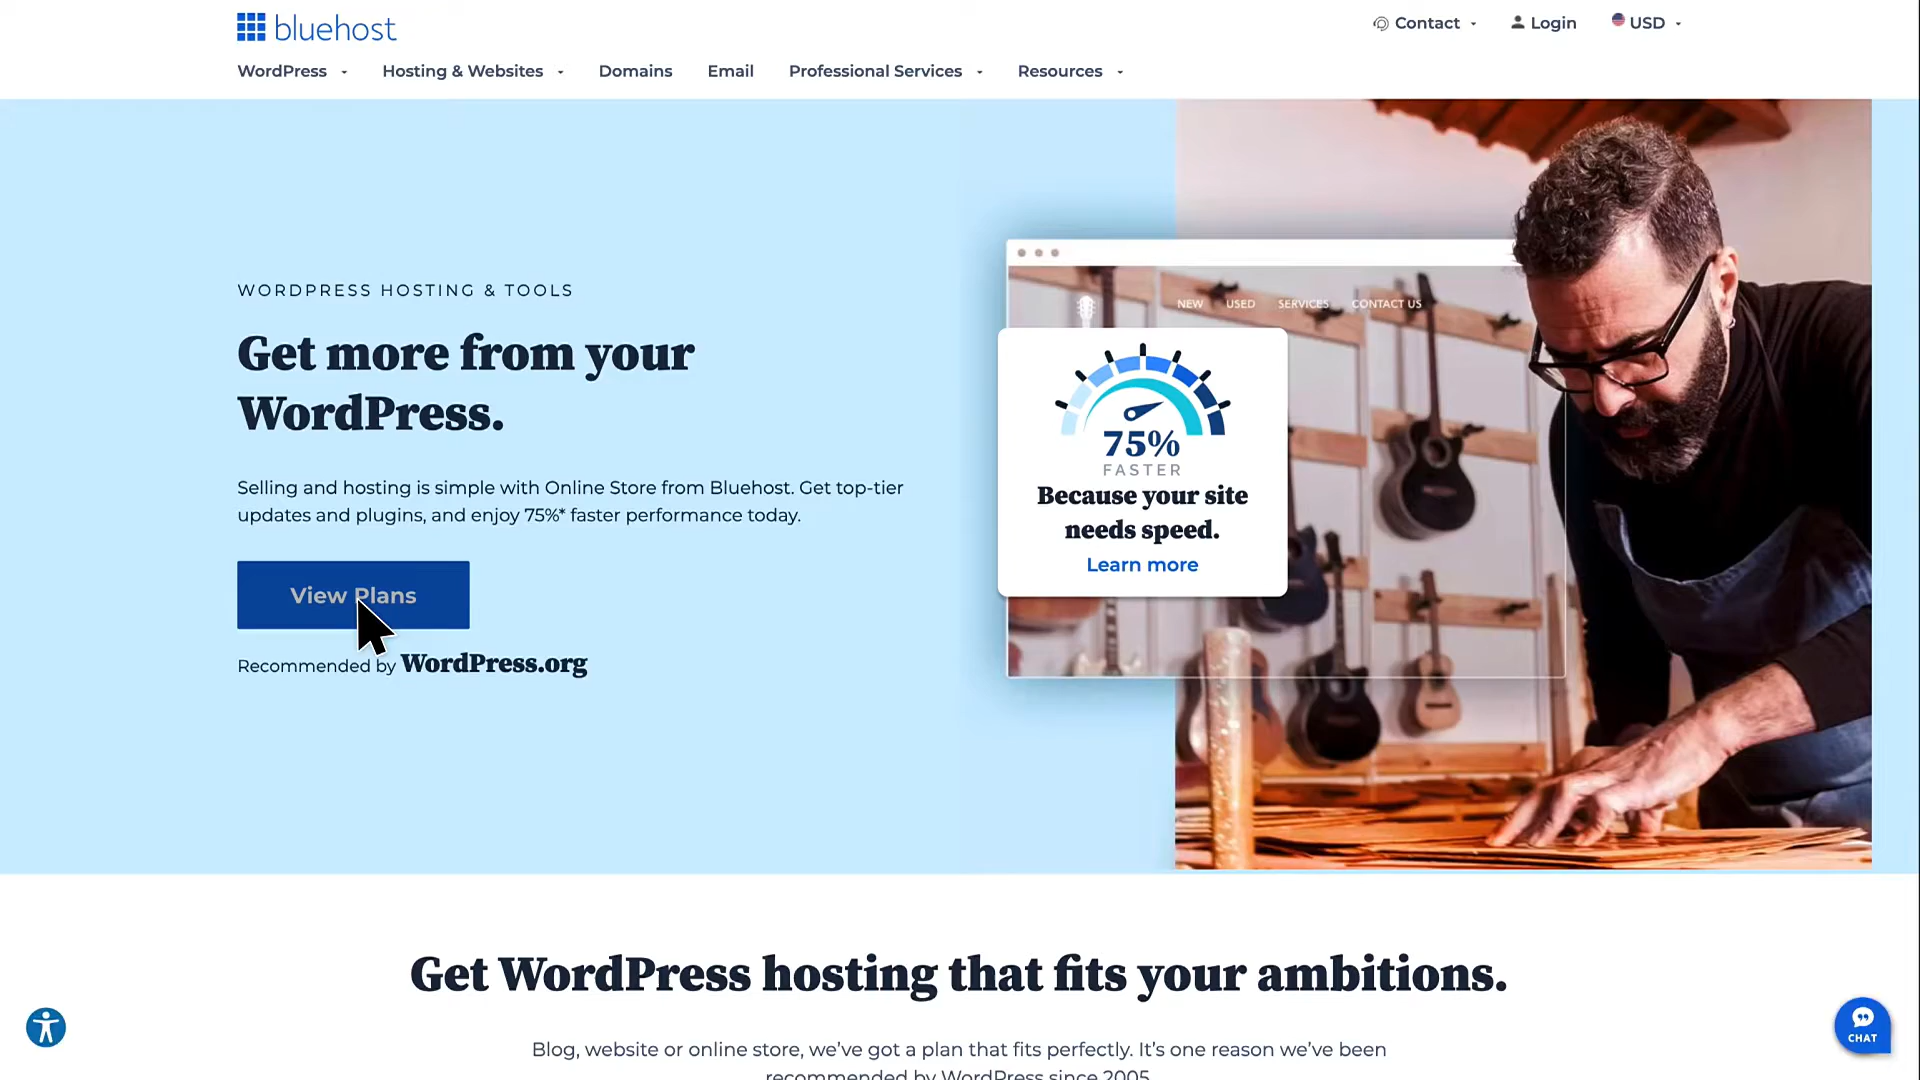 bluehost
Contact
Login
USD
WordPress
Hosting & Websites
Domains
Email
Professional Services
Resources
WORDPRESS HOSTING & TOOLS
Get more from your
WordPress.
Selling and hosting is simple with Online Store from Bluehost. Get top-tier
updates and plugins, and enjoy 75%* faster performance today.
View Plans
Recommended by WordPress.org
NEW USED SERVICES CONTACT US
75%
FASTER
Because your site
needs speed.
Learn more
Get WordPress hosting that fits your ambitions.
Blog, website or online store, we've got a plan that fits perfectly. It's one reason we've been
recommended by WordPress since 2005.
CHAT